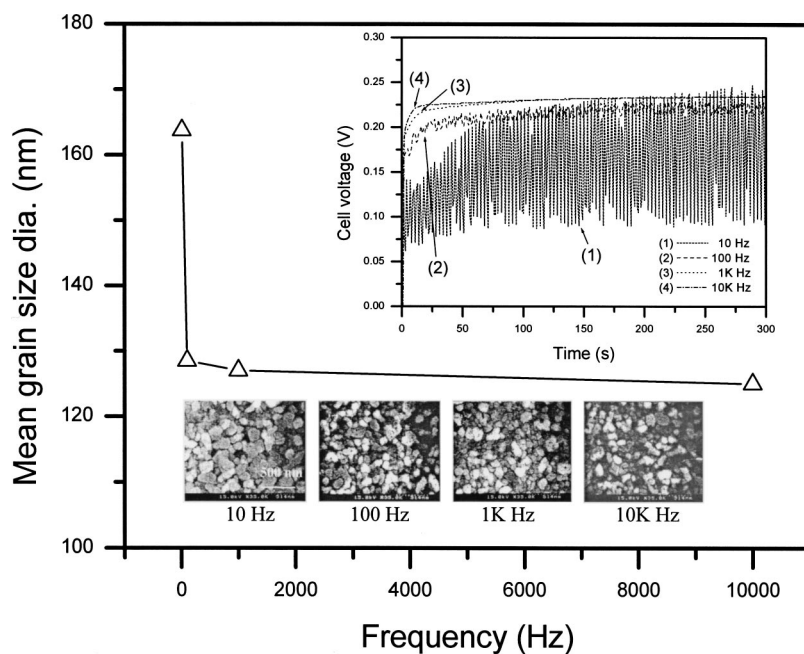 180
160
140
120
100
Mean grain size dia. (nm)
0.30
0.25
0.20
0.15
0.10
0.05
0.00
Cell voltage (V)
(4)
(3)
(2)
(1)
(1) 10 Hz
(2) 100 Hz
(3) 1K Hz
(4) 10K Hz
0 50 100 150 200 250 300
Time (s)
500 nm
10 Hz 100 Hz 1K Hz 10K Hz
0 2000 4000 6000 8000 10000
Frequency (Hz)